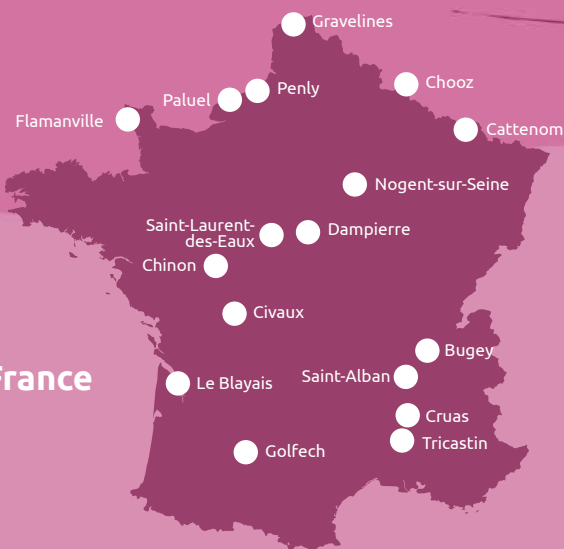 Gravelines
Chooz
Penly
Paluel
Flamanville
Cattenom
Nogent-sur-Seine
Saint-Laurent-
des-Eaux
Dampierre
Chinon
Civaux
Bugey
France
Saint-Alban
Le Blayais
Cruas
Tricastin
Golfech